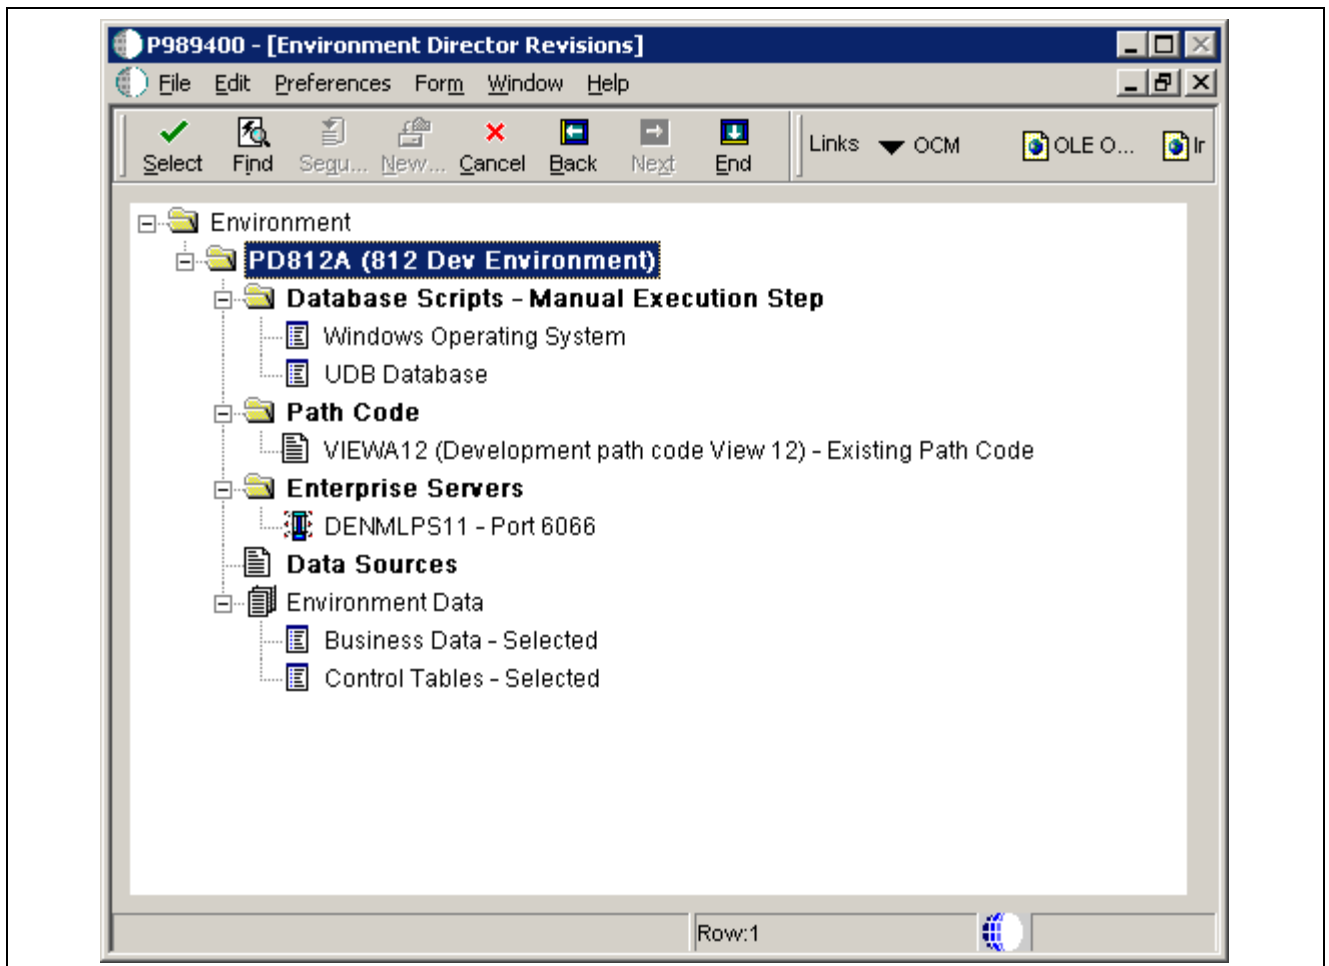 P989400 - [Environment Director Revisions]
File Edit Preferences Form Window Help
Select Find Sequ... New... Cancel Back Next End Links OCM OLE O... Ir
Environment
PD812A (812 Dev Environment)
Database Scripts - Manual Execution Step
Windows Operating System
UDB Database
Path Code
VIEWA12 (Development path code View 12) - Existing Path Code
Enterprise Servers
DENMLPS11 - Port 6066
Data Sources
Environment Data
Business Data - Selected
Control Tables - Selected
Row:1